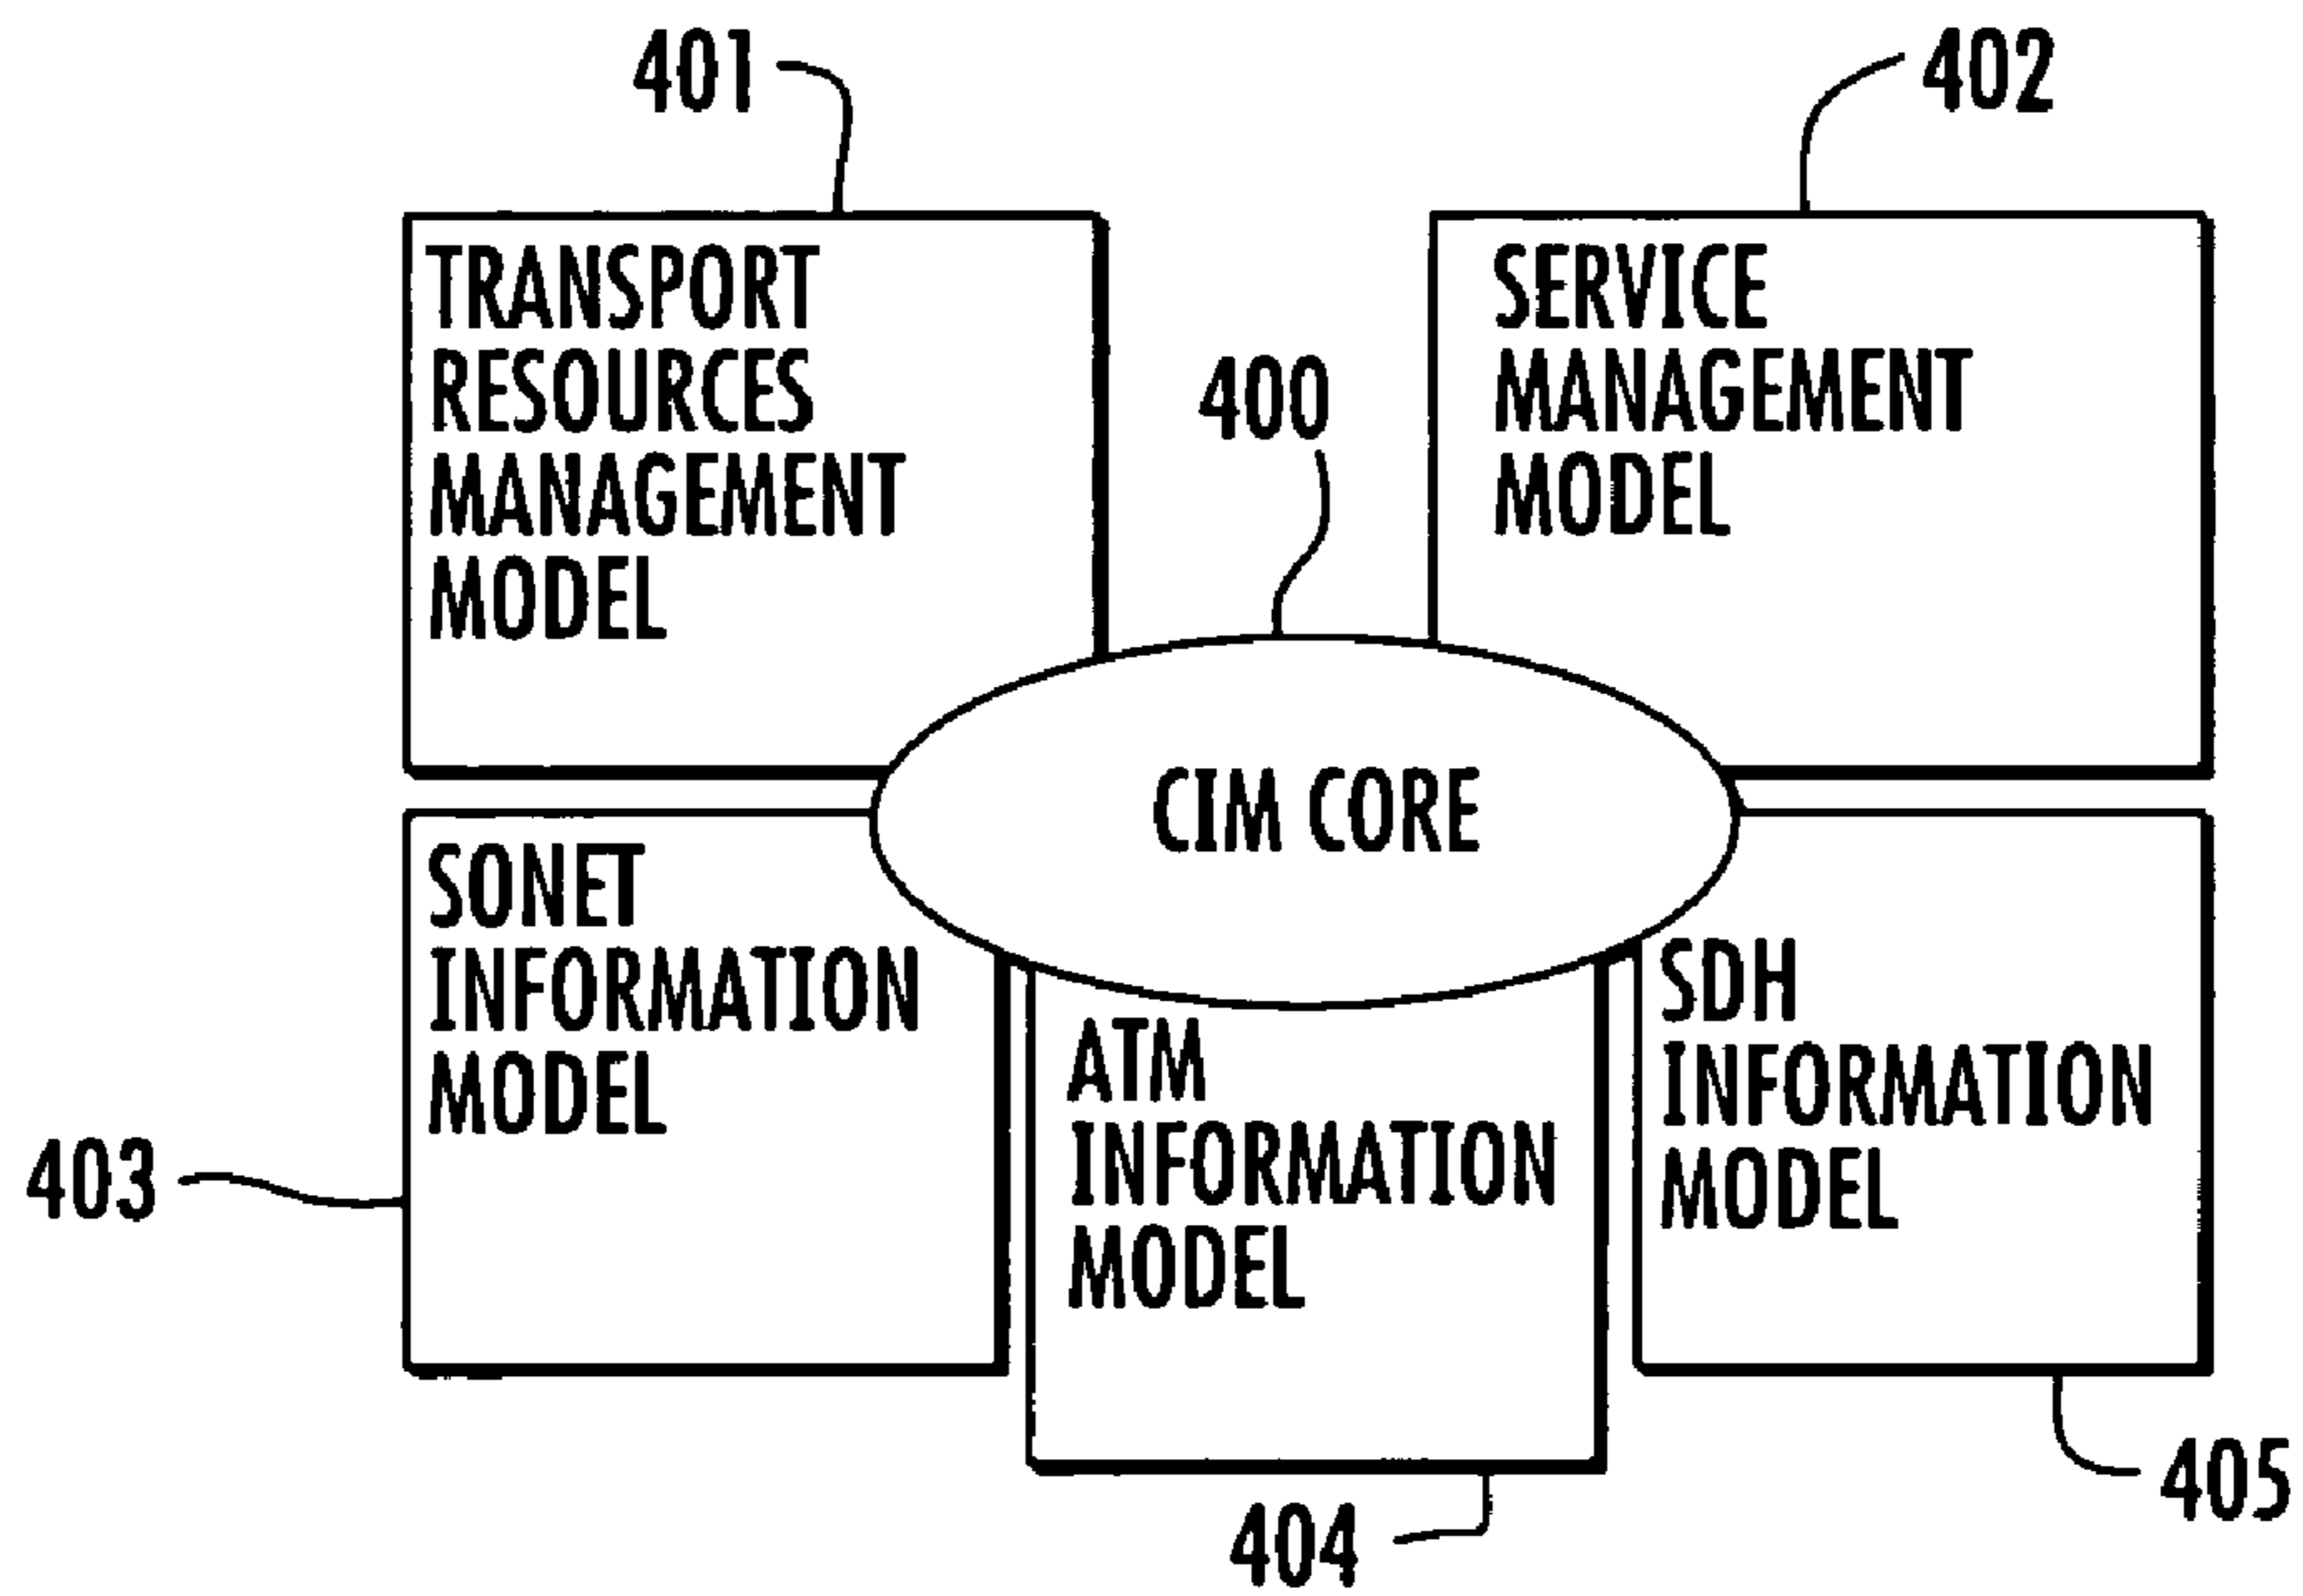 401
402
TRANSPORT
RESOURCES
MANAGEMENT
MODEL
SERVICE
MANAGEMENT
MODEL
400
CIM CORE
SONET
INFORMATION
MODEL
ATM
INFORMATION
MODEL
SDH
INFORMATION
MODEL
403
404
405